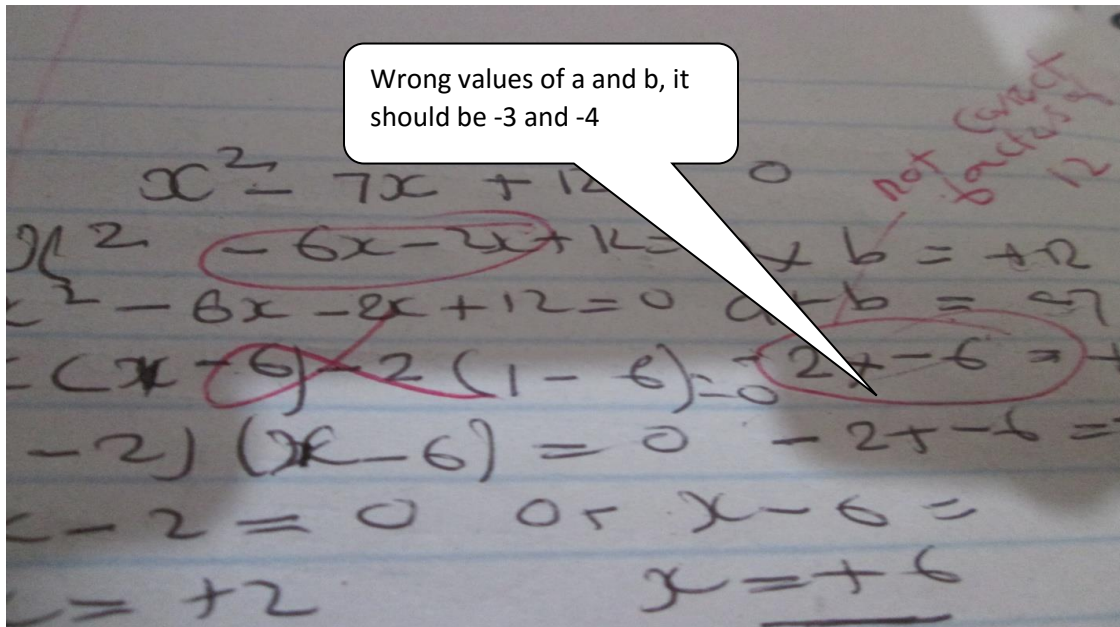 Wrong values of a and b, it
should be -3 and -4
not correct
factors of
12
x² - 7x + 12 0
x² - 6x - 2x + 12 = x b = +12
x² - 6x - 2x + 12 = 0 a + b = -7
(x - 6) - 2 (1 - 6) = 0 - 2x - 6 = +
- 2) (x - 6) = 0 - 2 + - 6 =
x - 2 = 0 or x - 6 =
= +2 x = + 6